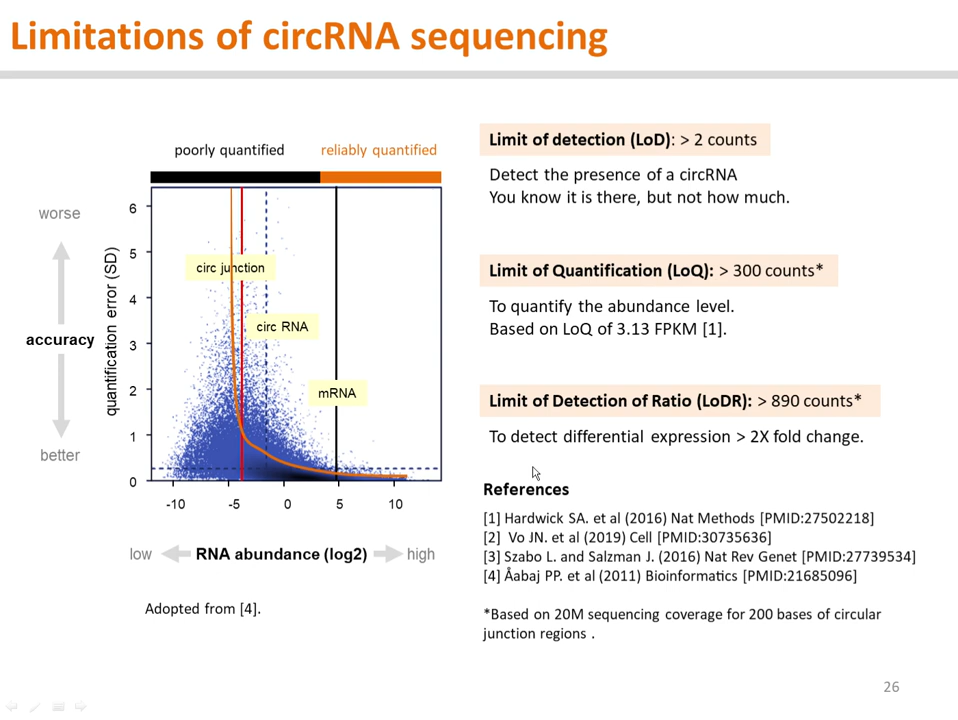 Limitations of circRNA sequencing
poorly quantified
reliably quantified
worse
accuracy
better
quantification error (SD)
6
5
4
3
2
1
0
circ junction
circ RNA
mRNA
-10
-5
0
5
10
low
RNA abundance (log2)
high
Adopted from [4].
Limit of detection (LoD): > 2 counts
Detect the presence of a circRNA
You know it is there, but not how much.
Limit of Quantification (LoQ): > 300 counts*
To quantify the abundance level.
Based on LoQ of 3.13 FPKM [1].
Limit of Detection of Ratio (LoDR): > 890 counts*
To detect differential expression > 2X fold change.
References
[1] Hardwick SA. et al (2016) Nat Methods [PMID:27502218]
[2] Vo JN. et al (2019) Cell [PMID:30735636]
[3] Szabo L. and Salzman J. (2016) Nat Rev Genet [PMID:27739534]
[4] Åabaj PP. et al (2011) Bioinformatics [PMID:21685096]
*Based on 20M sequencing coverage for 200 bases of circular
junction regions .
26